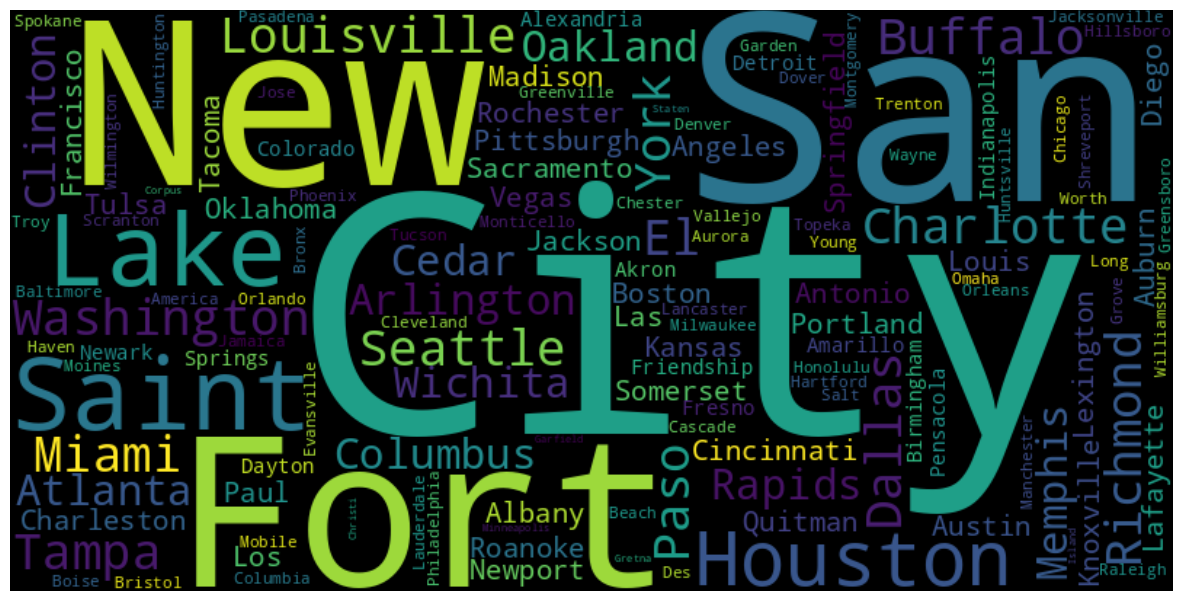 Spokane
Pasadena
Alexandria
Jacksonville
Hillsboro
New
Louisville
Oakland
San
Buffalo
Clinton
Francisco
Huntington
Wilmington
Jose
Tacoma
Colorado
Madison
Greenville
Rochester
Pittsburgh
Sacramento
York
Staten
Denver
Angeles
Garden
Detroit
Dover
Montgomery
Springfield
Trenton
Wayne
Indianapolis
Huntsville
Chicago
Shreveport
Diego
Worth
Corpus
Tulsa
Troy
Scranton
Oklahoma
Phoenix
Monticello
Vegas
Chester
Vallejo
Aurora
Topeka
Young
Charlotte
Auburn
Greensboro
Lake
Bronx
Tucson
Cedar
City
Jackson
El
Akron
Louis
Long
Omaha
Orleans
Grove
Williamsburg
Baltimore
America
Orlando
Washington
Jamaica
Arlington
Cleveland
Boston
Lancaster
Las
Milwaukee
Antonio
Portland
Amarillo
Haven
Newark
Moines
Springs
Seattle
Kansas
Friendship
Honolulu
Hartford
Salt
Birmingham
Pensacola
Lexington
Knoxville
Saint
Evansville
Wichita
Somerset
Fresno
Cascade
Dallas
Richmond
Manchester
Memphis
Lafayette
Miami
Fort
Columbus
Garfield
Cincinnati
Dayton
Paul
Atlanta
Charleston
Christi
Lauderdale
Philadelphia
Albany
Minneapolis
Beach
Paso
Rapids
Quitman
Austin
Tampa
Mobile
Los
Roanoke
Newport
Gretna
Des
Houston
Island
Raleigh
Boise
Bristol
Columbia